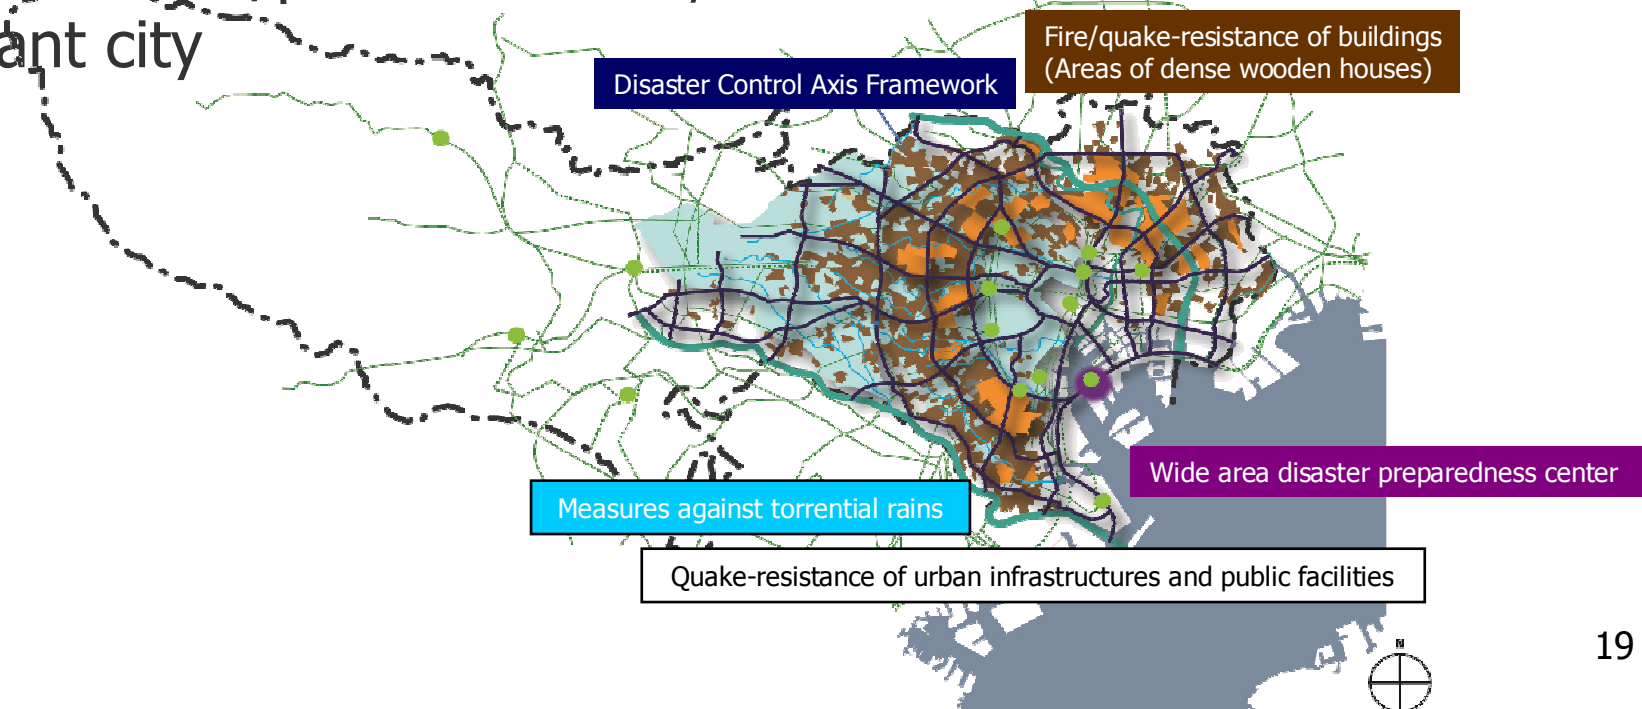 ant city
Fire/quake-resistance of buildings
(Areas of dense wooden houses)
Disaster Control Axis Framework
Wide area disaster preparedness center
Measures against torrential rains
Quake-resistance of urban infrastructures and public facilities
N
19